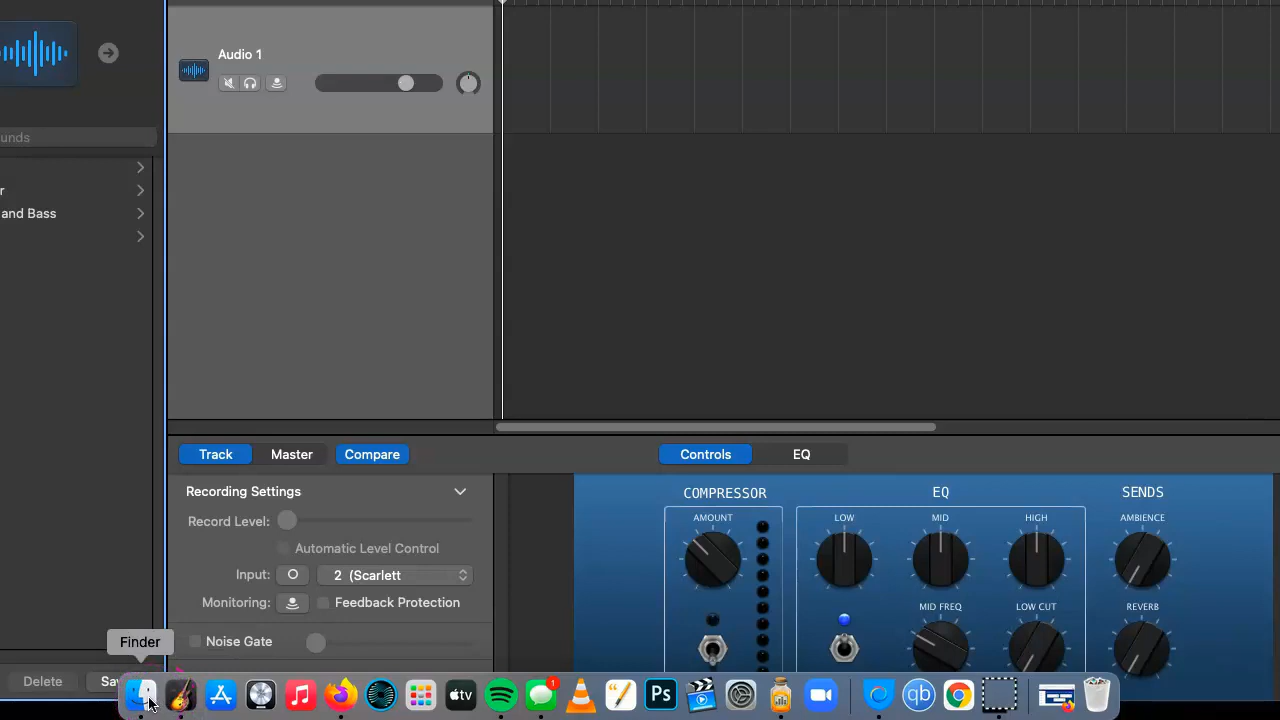 Audio 1
unds
r
and Bass
Track
Master
Compare
Controls
EQ
Recording Settings
Record Level:
Automatic Level Control
Input:
2 (Scarlett
Monitoring:
Feedback Protection
Noise Gate
COMPRESSOR
EQ
SENDS
AMOUNT
LOW
MID
HIGH
AMBIENCE
MID FREQ
LOW CUT
REVERB
Finder
Delete
Sav
tv
1
Ps
qb